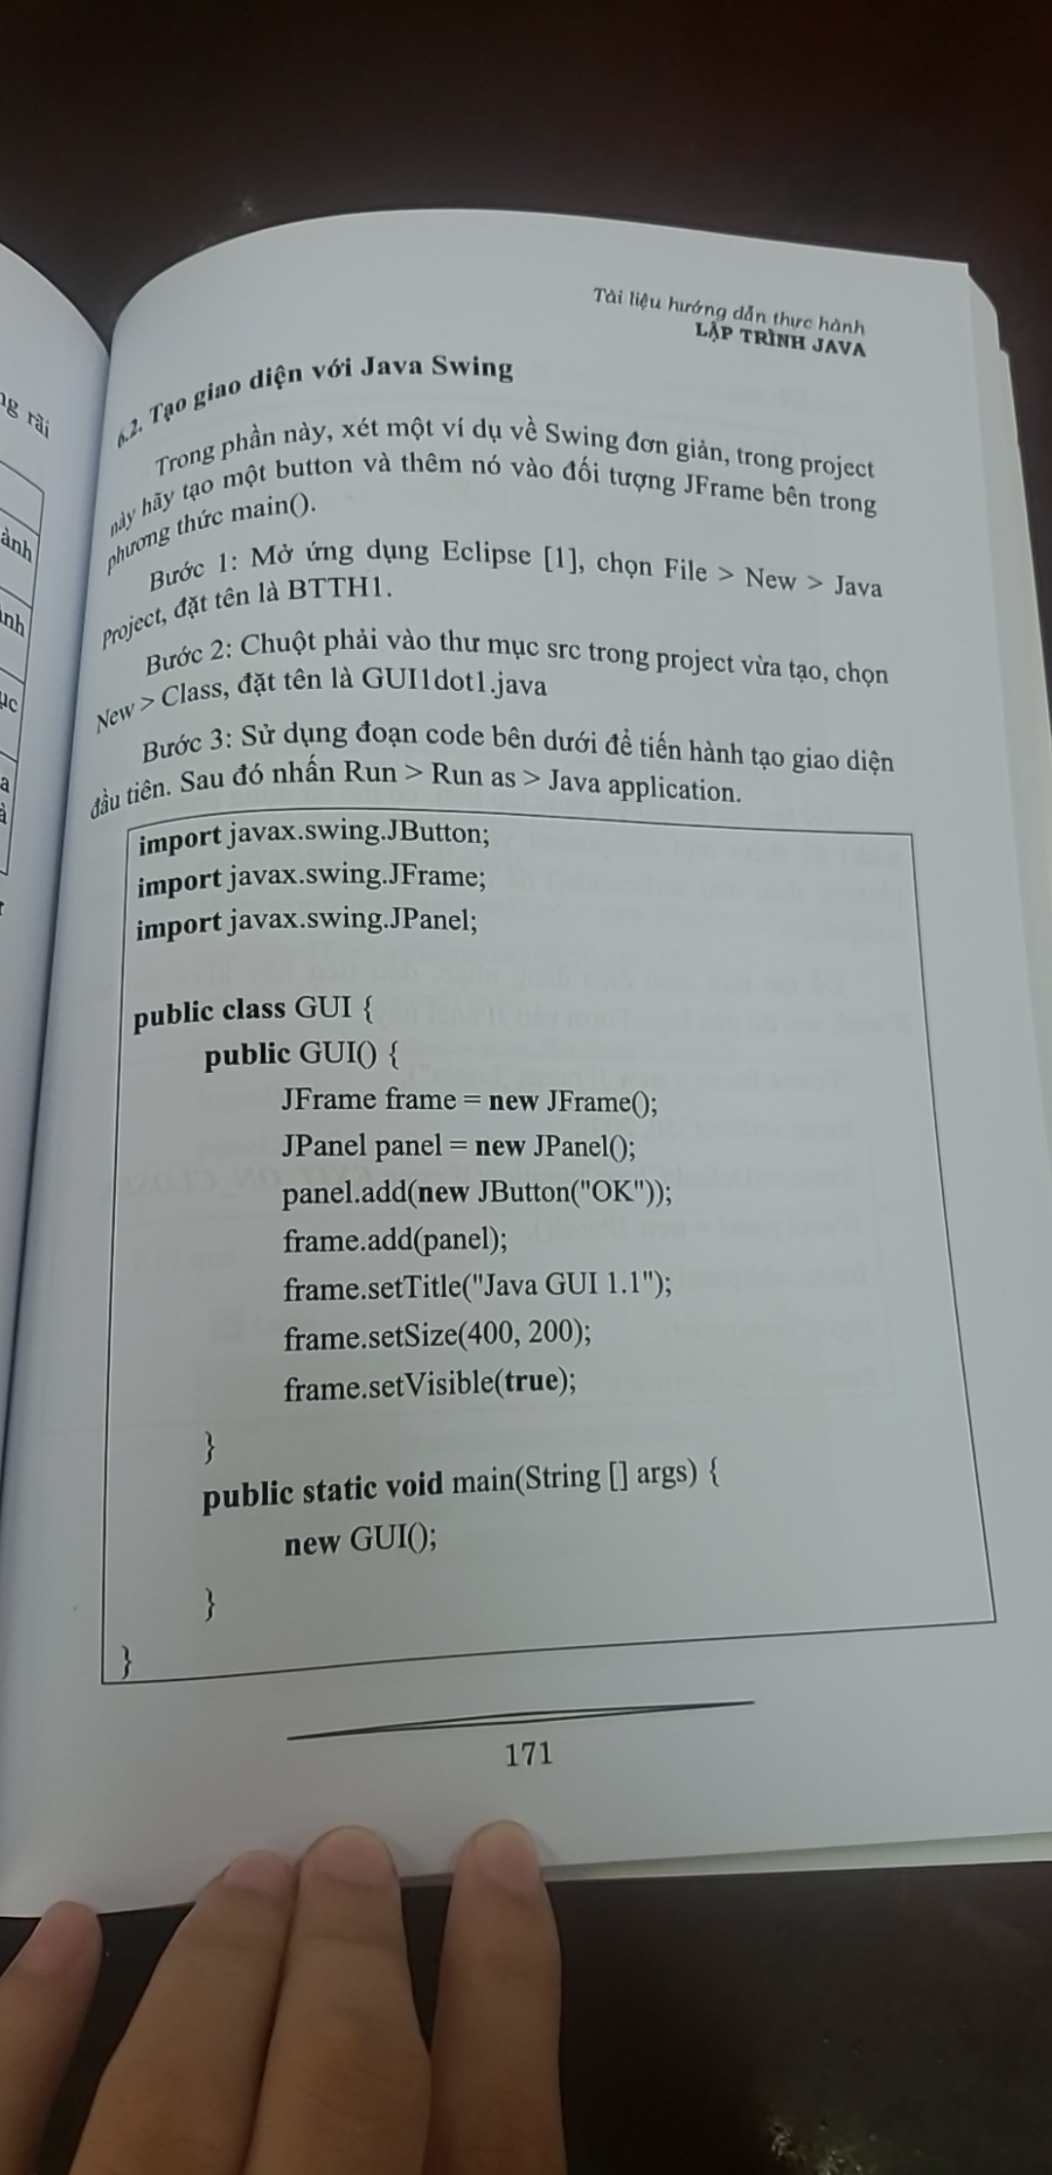 Tài liệu hướng dẫn thực hành
LẬP TRÌNH JAVA
6.2. Tạo giao diện với Java Swing
Trong phần này, xét một ví dụ về Swing đơn giản, trong project
này hãy tạo một button và thêm nó vào đối tượng JFrame bên trong
phương thức main().
Bước 1: Mở ứng dụng Eclipse [1], chọn File > New > Java
Project, đặt tên là BTTH1.
Bước 2: Chuột phải vào thư mục src trong project vừa tạo, chọn
New > Class, đặt tên là GUI1dot1.java
Bước 3: Sử dụng đoạn code bên dưới để tiến hành tạo giao diện
đầu tiên. Sau đó nhấn Run > Run as > Java application.
import javax.swing.JButton;
import javax.swing.JFrame;
import javax.swing.JPanel;
public class GUI {
public GUI() {
JFrame frame = new JFrame();
JPanel panel = new JPanel();
panel.add(new JButton("OK"));
frame.add(panel);
frame.setTitle("Java GUI 1.1");
frame.setSize(400, 200);
frame.setVisible(true);
}
public static void main(String [] args) {
new GUI();
}
}
171